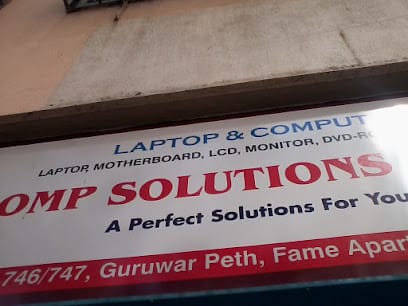 LAPTOP & COMPUT
LAPTOP, MOTHERBOARD, LCD, MONITOR, DVD-RO
OMP SOLUTIONS
A Perfect Solutions For You
746/747, Guruwar Peth, Fame Apar